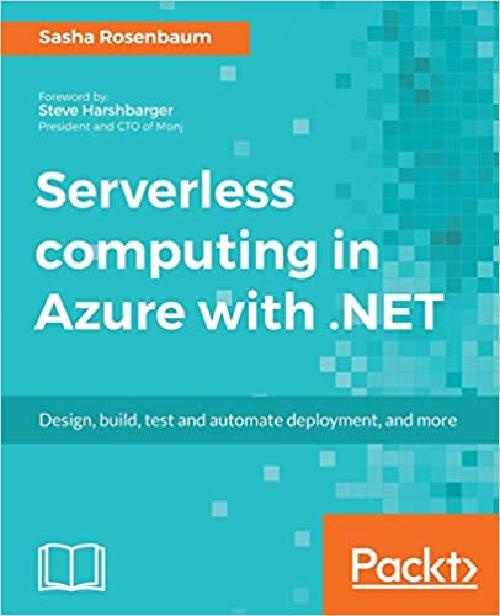 Sasha Rosenbaum
Foreword by
Steve Harshbarger
President and CTO of Monj
Serverless
computing in
Azure with .NET
Design, build, test and automate deployment, and more
Packt>